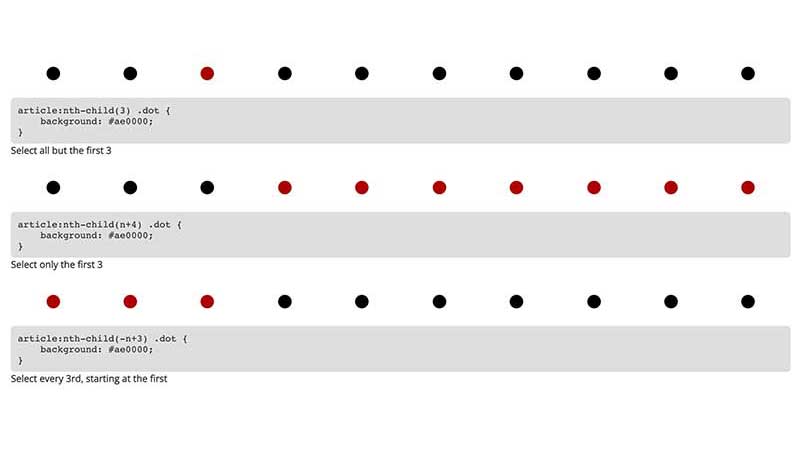 article:nth-child(3) .dot {
    background: #ae0000;
}
Select all but the first 3
article:nth-child(n+4) .dot {
    background: #ae0000;
}
Select only the first 3
article:nth-child(-n+3) .dot {
    background: #ae0000;
}
Select every 3rd, starting at the first